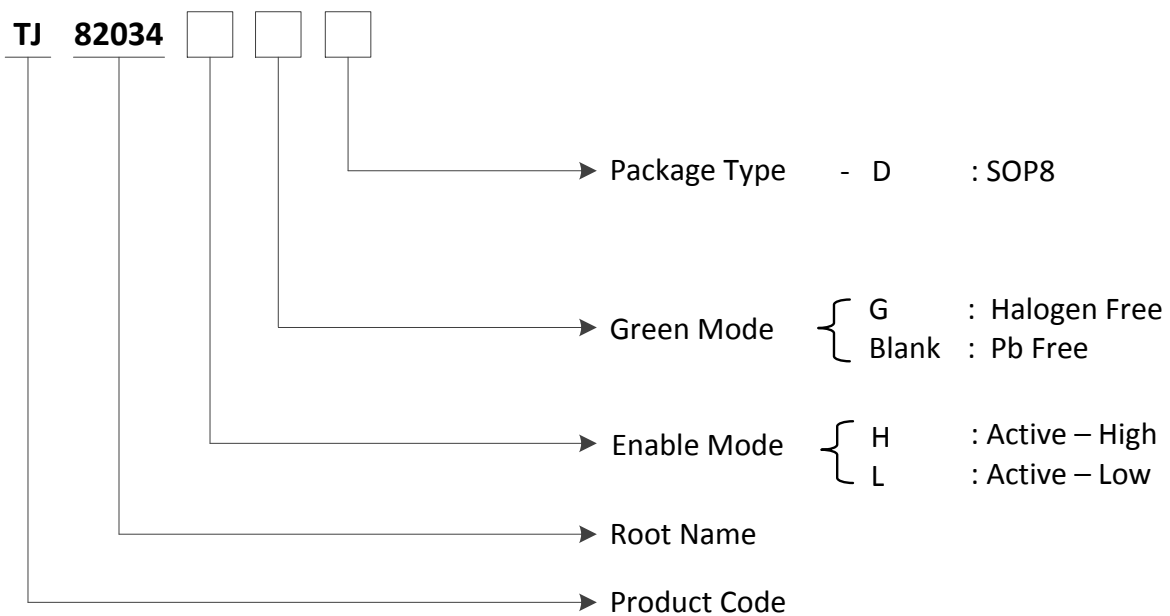 TJ 82034
Package Type - D : SOP8
Green Mode G : Halogen Free
Blank : Pb Free
Enable Mode H : Active – High
L : Active – Low
Root Name
Product Code